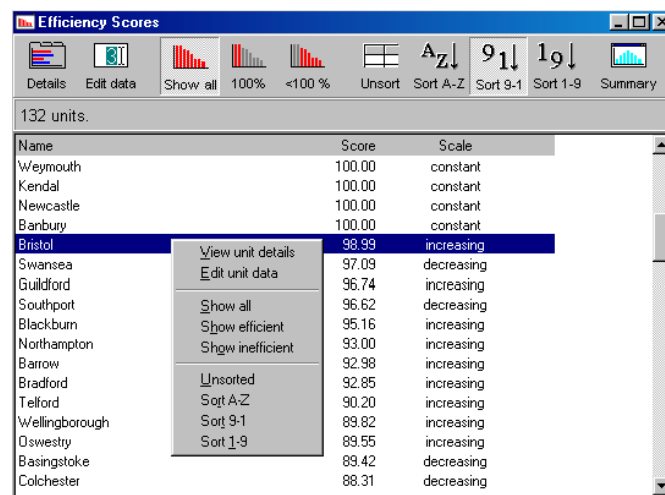 Efficiency Scores
Details Edit data Show all 100% <100 % Unsort Sort A-Z Sort 9-1 Sort 1-9 Summary
132 units.
Name Score Scale
Weymouth 100.00 constant
Kendal 100.00 constant
Newcastle 100.00 constant
Banbury 100.00 constant
Bristol 98.99 increasing
Swansea 97.09 decreasing
Guildford 96.74 increasing
Southport 96.62 decreasing
Blackburn 95.16 increasing
Northampton 93.00 increasing
Barrow 92.98 increasing
Bradford 92.85 increasing
Telford 90.20 increasing
Wellingborough 89.82 increasing
Oswestry 89.55 increasing
Basingstoke 89.42 decreasing
Colchester 88.31 decreasing
View unit details
Edit unit data
Show all
Show efficient
Show inefficient
Unsorted
Sort A-Z
Sort 9-1
Sort 1-9